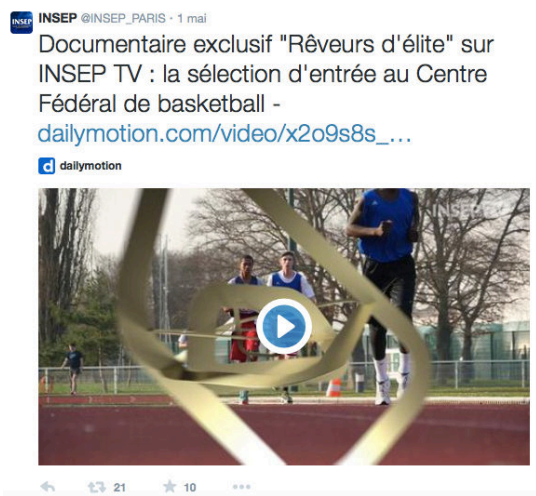 INSEP
INSEP @INSEP_PARIS · 1 mai
Documentaire exclusif "Rêveurs d'élite" sur
INSEP TV : la sélection d'entrée au Centre
Fédéral de basketball -
dailymotion.com/video/x2o9s8s_...
d dailymotion
INSEP
21 10